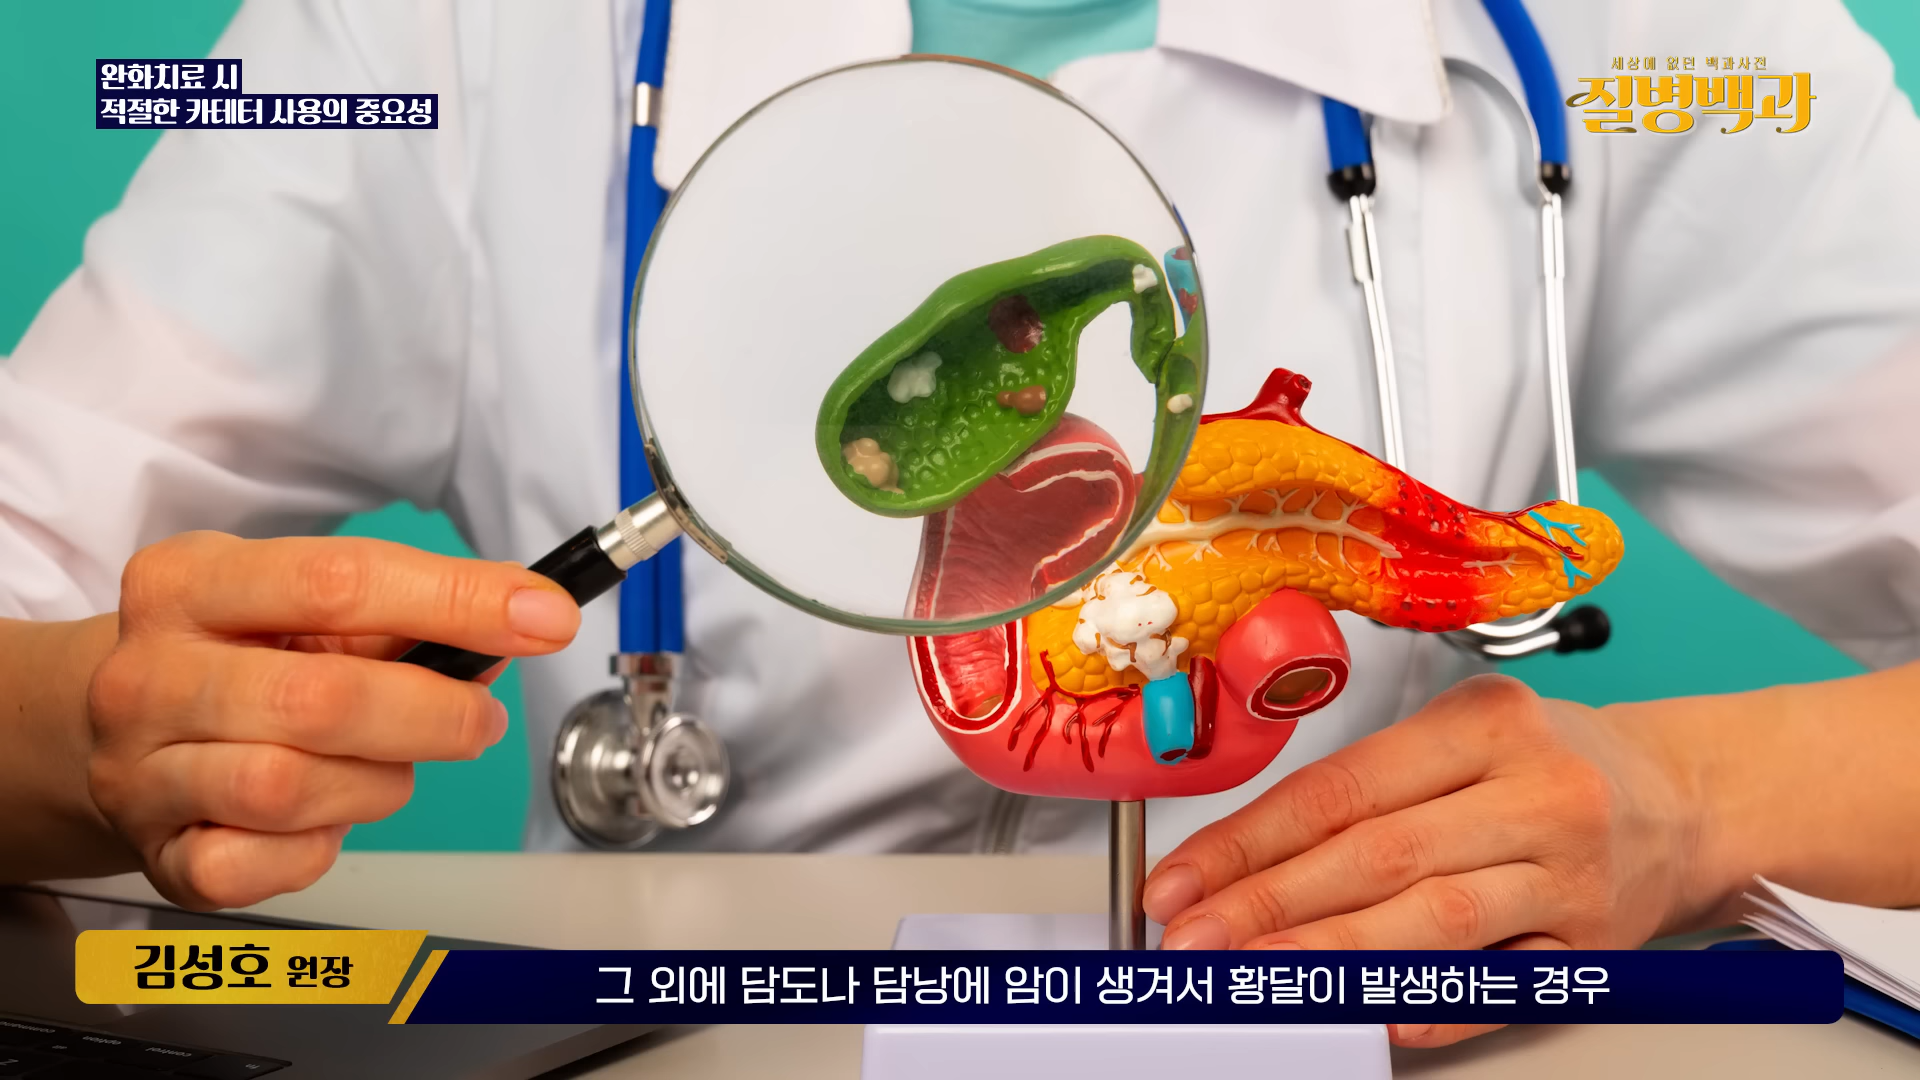 완화치료 시
적절한 카테터 사용의 중요성
세상에 없던 백과사전
질병백과
김성호 원장
그 외에 담도나 담낭에 암이 생겨서 황달이 발생하는 경우
control
option